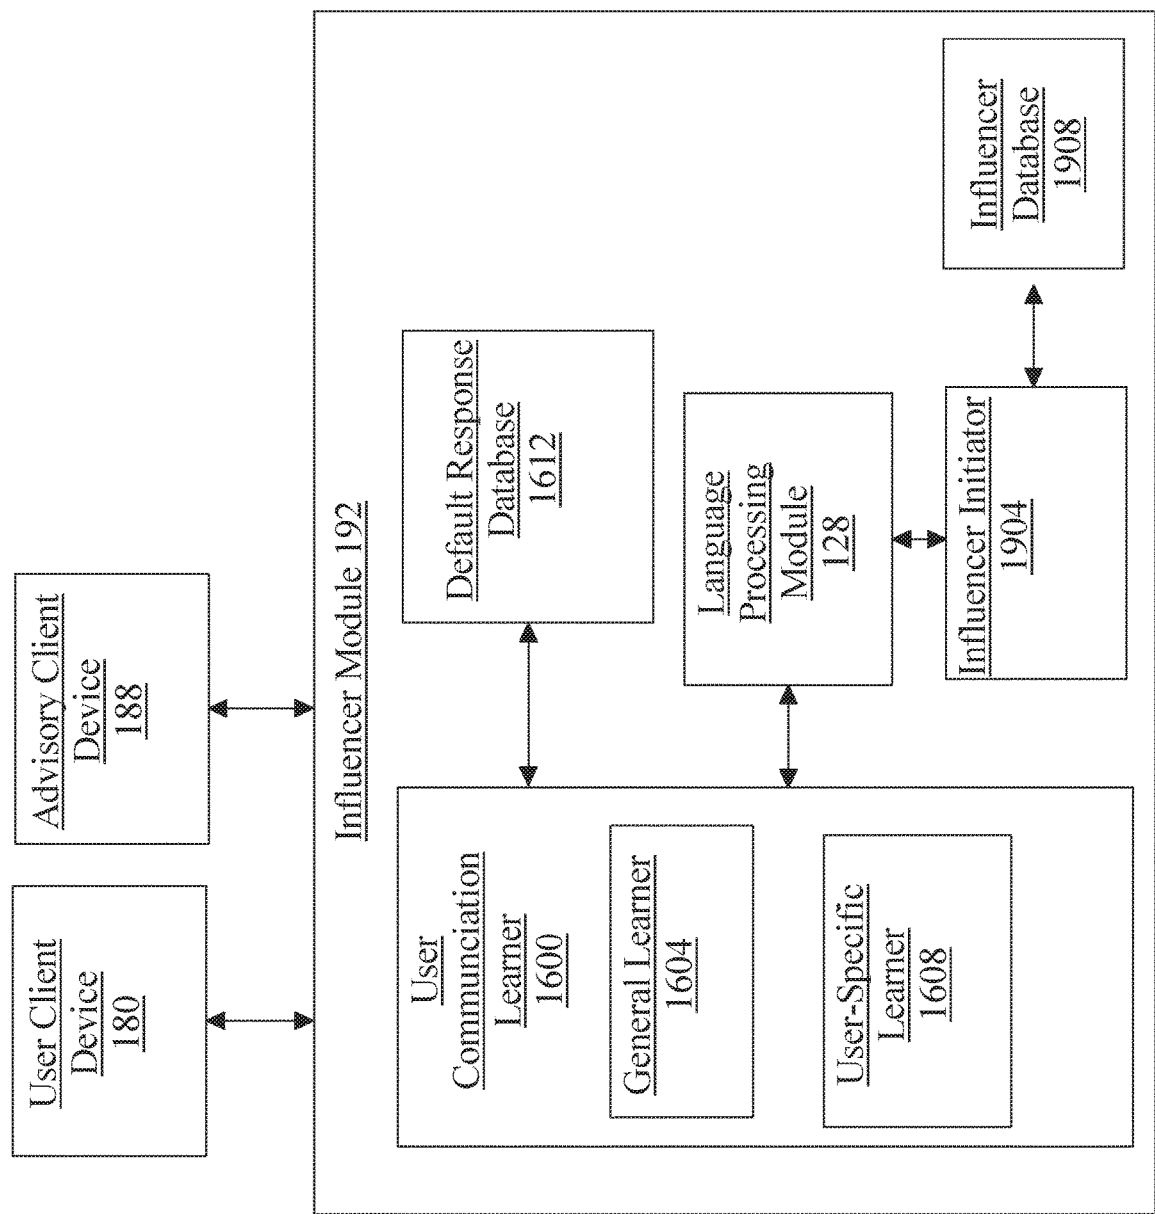 User Client
Device
180
Advisory Client
Device
188
Influencer Module 192
User
Communciation
Learner
1600
General Learner
1604
User-Specific
Learner
1608
Default Response
Database
1612
Language
Processing
Module
128
Influencer Initiator
1904
Influencer
Database
1908